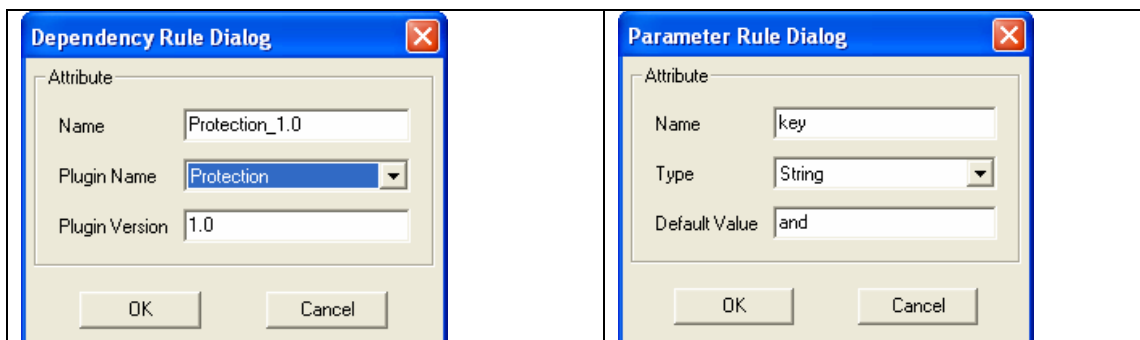 Dependency Rule Dialog
Attribute
Name Protection_1.0
Plugin Name Protection
Plugin Version 1.0
OK Cancel
Parameter Rule Dialog
Attribute
Name key
Type String
Default Value and
OK Cancel